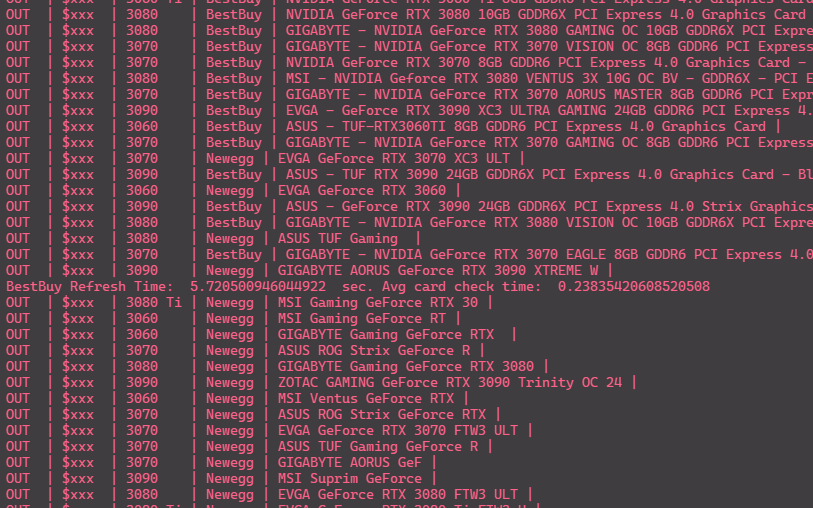 OUT | $xxx | 3080 Ti | BestBuy | NVIDIA GeForce RTX 3080 Ti 8GB GDDR6 PCI Express 4.0 Graphics Card
OUT | $xxx | 3080 | BestBuy | NVIDIA GeForce RTX 3080 10GB GDDR6X PCI Express 4.0 Graphics Card
OUT | $xxx | 3080 | BestBuy | GIGABYTE - NVIDIA GeForce RTX 3080 GAMING OC 10GB GDDR6X PCI Expre
OUT | $xxx | 3070 | BestBuy | GIGABYTE - NVIDIA GeForce RTX 3070 VISION OC 8GB GDDR6 PCI Express
OUT | $xxx | 3070 | BestBuy | NVIDIA GeForce RTX 3070 8GB GDDR6 PCI Express 4.0 Graphics Card -
OUT | $xxx | 3080 | BestBuy | MSI - NVIDIA Geforce RTX 3080 VENTUS 3X 10G OC BV - GDDR6X - PCI E
OUT | $xxx | 3070 | BestBuy | GIGABYTE - NVIDIA GeForce RTX 3070 AORUS MASTER 8GB GDDR6 PCI Expr
OUT | $xxx | 3090 | BestBuy | EVGA - GeForce RTX 3090 XC3 ULTRA GAMING 24GB GDDR6 PCI Express 4.
OUT | $xxx | 3060 | BestBuy | ASUS - TUF-RTX3060TI 8GB GDDR6 PCI Express 4.0 Graphics Card |
OUT | $xxx | 3070 | BestBuy | GIGABYTE - NVIDIA GeForce RTX 3070 GAMING OC 8GB GDDR6 PCI Express
OUT | $xxx | 3070 | Newegg | EVGA GeForce RTX 3070 XC3 ULT |
OUT | $xxx | 3090 | BestBuy | ASUS - TUF RTX 3090 24GB GDDR6X PCI Express 4.0 Graphics Card - Bl
OUT | $xxx | 3060 | Newegg | EVGA GeForce RTX 3060 |
OUT | $xxx | 3090 | BestBuy | ASUS - GeForce RTX 3090 24GB GDDR6X PCI Express 4.0 Strix Graphics
OUT | $xxx | 3080 | BestBuy | GIGABYTE - NVIDIA GeForce RTX 3080 VISION OC 10GB GDDR6X PCI Expre
OUT | $xxx | 3080 | Newegg | ASUS TUF Gaming |
OUT | $xxx | 3070 | BestBuy | GIGABYTE - NVIDIA GeForce RTX 3070 EAGLE 8GB GDDR6 PCI Express 4.0
OUT | $xxx | 3090 | Newegg | GIGABYTE AORUS GeForce RTX 3090 XTREME W |
BestBuy Refresh Time: 5.720500946044922 sec. Avg card check time: 0.23835420608520508
OUT | $xxx | 3080 Ti | Newegg | MSI Gaming GeForce RTX 30 |
OUT | $xxx | 3060 | Newegg | MSI Gaming GeForce RT |
OUT | $xxx | 3060 | Newegg | GIGABYTE Gaming GeForce RTX |
OUT | $xxx | 3070 | Newegg | ASUS ROG Strix GeForce R |
OUT | $xxx | 3080 | Newegg | GIGABYTE Gaming GeForce RTX 3080 |
OUT | $xxx | 3090 | Newegg | ZOTAC GAMING GeForce RTX 3090 Trinity OC 24 |
OUT | $xxx | 3060 | Newegg | MSI Ventus GeForce RTX |
OUT | $xxx | 3070 | Newegg | ASUS ROG Strix GeForce RTX |
OUT | $xxx | 3070 | Newegg | EVGA GeForce RTX 3070 FTW3 ULT |
OUT | $xxx | 3070 | Newegg | ASUS TUF Gaming GeForce R |
OUT | $xxx | 3070 | Newegg | GIGABYTE AORUS GeF |
OUT | $xxx | 3090 | Newegg | MSI Suprim GeForce |
OUT | $xxx | 3080 | Newegg | EVGA GeForce RTX 3080 FTW3 ULT |